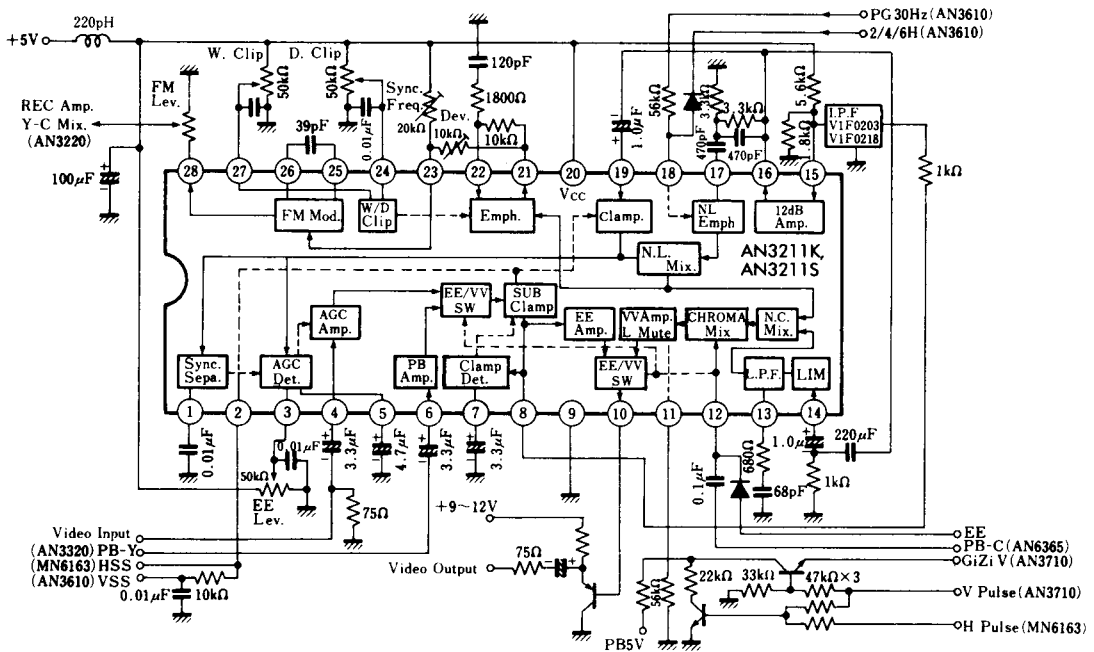 PG30Hz(AN3610)
2/4/6H(AN3610)
220pH
+5V
W. Clip
D. Clip
50kΩ
50kΩ
Sync.
Freq.
20kΩ
Dev.
10kΩ
120pF
1800Ω
10kΩ
1.0μF
56kΩ
3.3kΩ
3.3kΩ
470pF
470pF
5.6kΩ
1.8kΩ
I.P.F
V1F0203
V1F0218
1kΩ
FM
Lev.
REC Amp.
Y-C Mix.
(AN3220)
39pF
0.01μF
100μF
28 27 26 25 24 23 22 21 20 19 18 17 16 15
Vcc
FM Mod.
W/D
Clip
Emph.
Clamp.
NL
Emph
12dB
Amp.
AN3211K,
AN3211S
N.L.
Mix.
AGC
Amp.
EE/VV
SW
SUB
Clamp
EE
Amp.
VVAmp.
L Mute
CHROMA
Mix
N.C.
Mix.
Sync.
Sepa.
AGC
Det.
PB
Amp.
Clamp
Det.
EE/VV
SW
L.P.F.
LIM
1 2 3 4 5 6 7 8 9 10 11 12 13 14
0.01μF
0.01μF
3.3μF
4.7μF
3.3μF
3.3μF
0.1μF
680Ω
68pF
1.0μF
220μF
1kΩ
50kΩ
EE
Lev.
75Ω
+9~12V
Video Input
(AN3320) PB-Y
(MN6163) HSS
(AN3610) VSS
0.01μF
10kΩ
Video Output
75Ω
56kΩ
PB5V
22kΩ
33kΩ
47kΩ×3
EE
PB-C(AN6365)
GiZi V(AN3710)
V Pulse(AN3710)
H Pulse(MN6163)